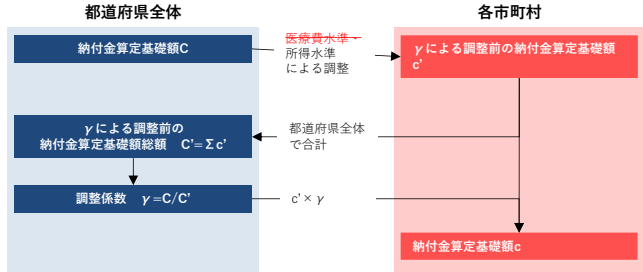 都道府県全体
各市町村
納付金算定基礎額C
医療費水準・
所得水準
による調整
γによる調整前の納付金算定基礎額
c'
γによる調整前の
納付金算定基礎額総額　C'=Σc'
都道府県全体
で合計
調整係数　γ=C/C'
c'×γ
納付金算定基礎額c